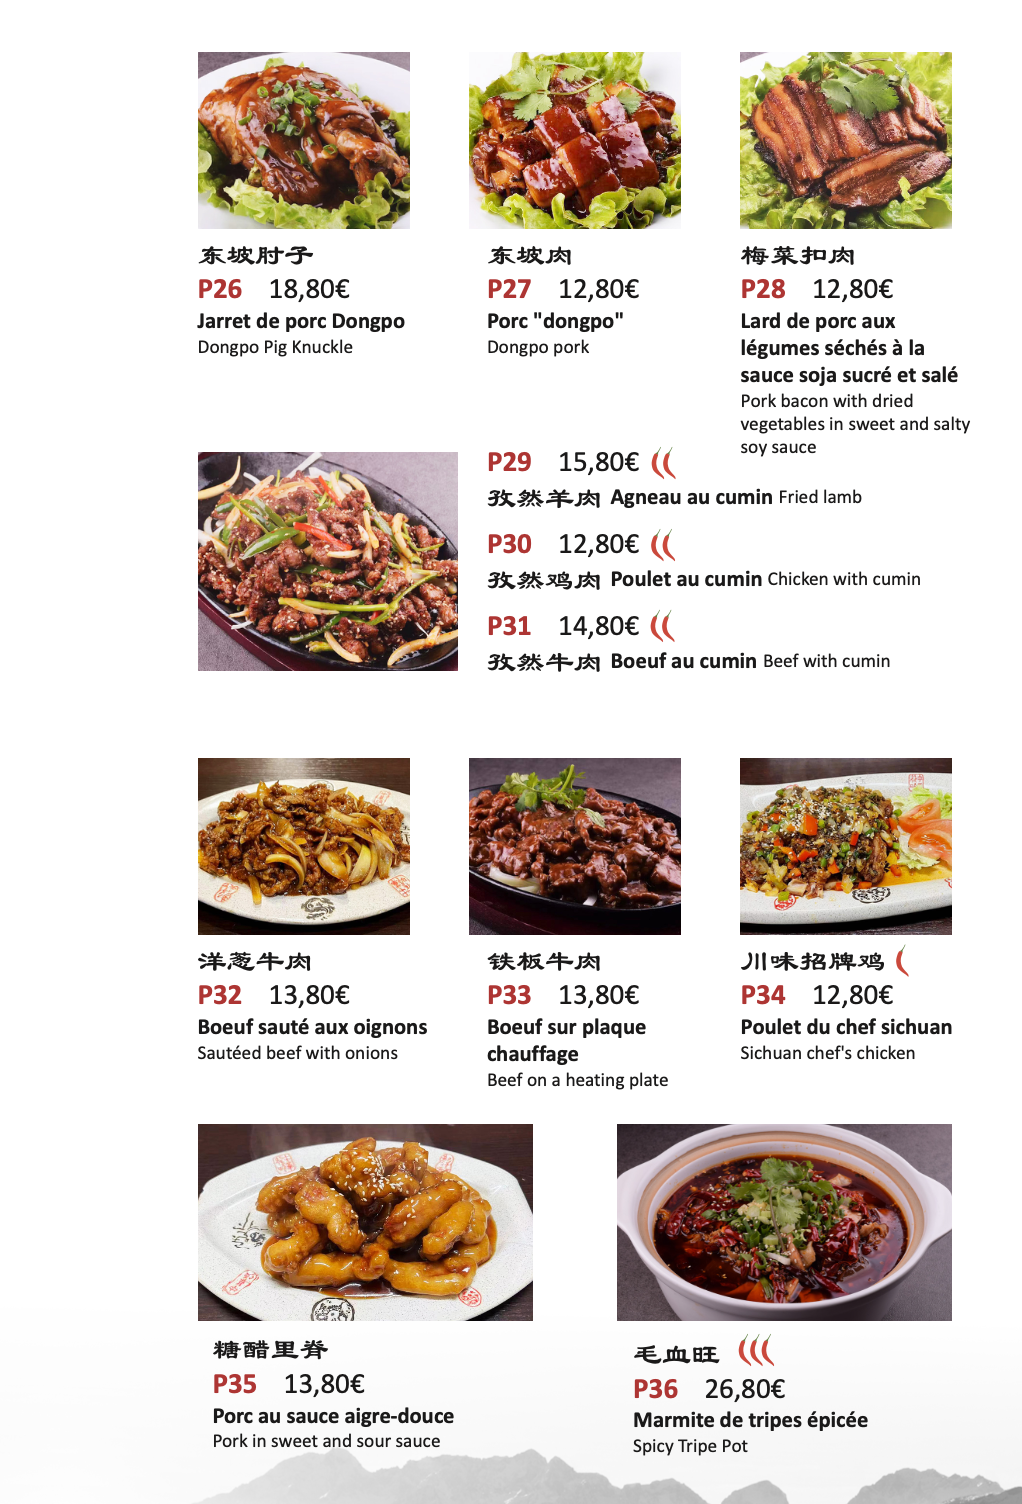 东坡肘子
P26 18,80€
Jarret de porc Dongpo
Dongpo Pig Knuckle
东坡肉
P27 12,80€
Porc "dongpo"
Dongpo pork
梅菜扣肉
P28 12,80€
Lard de porc aux
légumes séchés à la
sauce soja sucré et salé
Pork bacon with dried
vegetables in sweet and salty
soy sauce
P29 15,80€
孜然羊肉 Agneau au cumin Fried lamb
P30 12,80€
孜然鸡肉 Poulet au cumin Chicken with cumin
P31 14,80€
孜然牛肉 Boeuf au cumin Beef with cumin
洋葱牛肉
P32 13,80€
Boeuf sauté aux oignons
Sautéed beef with onions
铁板牛肉
P33 13,80€
Boeuf sur plaque
chauffage
Beef on a heating plate
川味招牌鸡
P34 12,80€
Poulet du chef sichuan
Sichuan chef's chicken
糖醋里脊
P35 13,80€
Porc au sauce aigre-douce
Pork in sweet and sour sauce
毛血旺
P36 26,80€
Marmite de tripes épicée
Spicy Tripe Pot